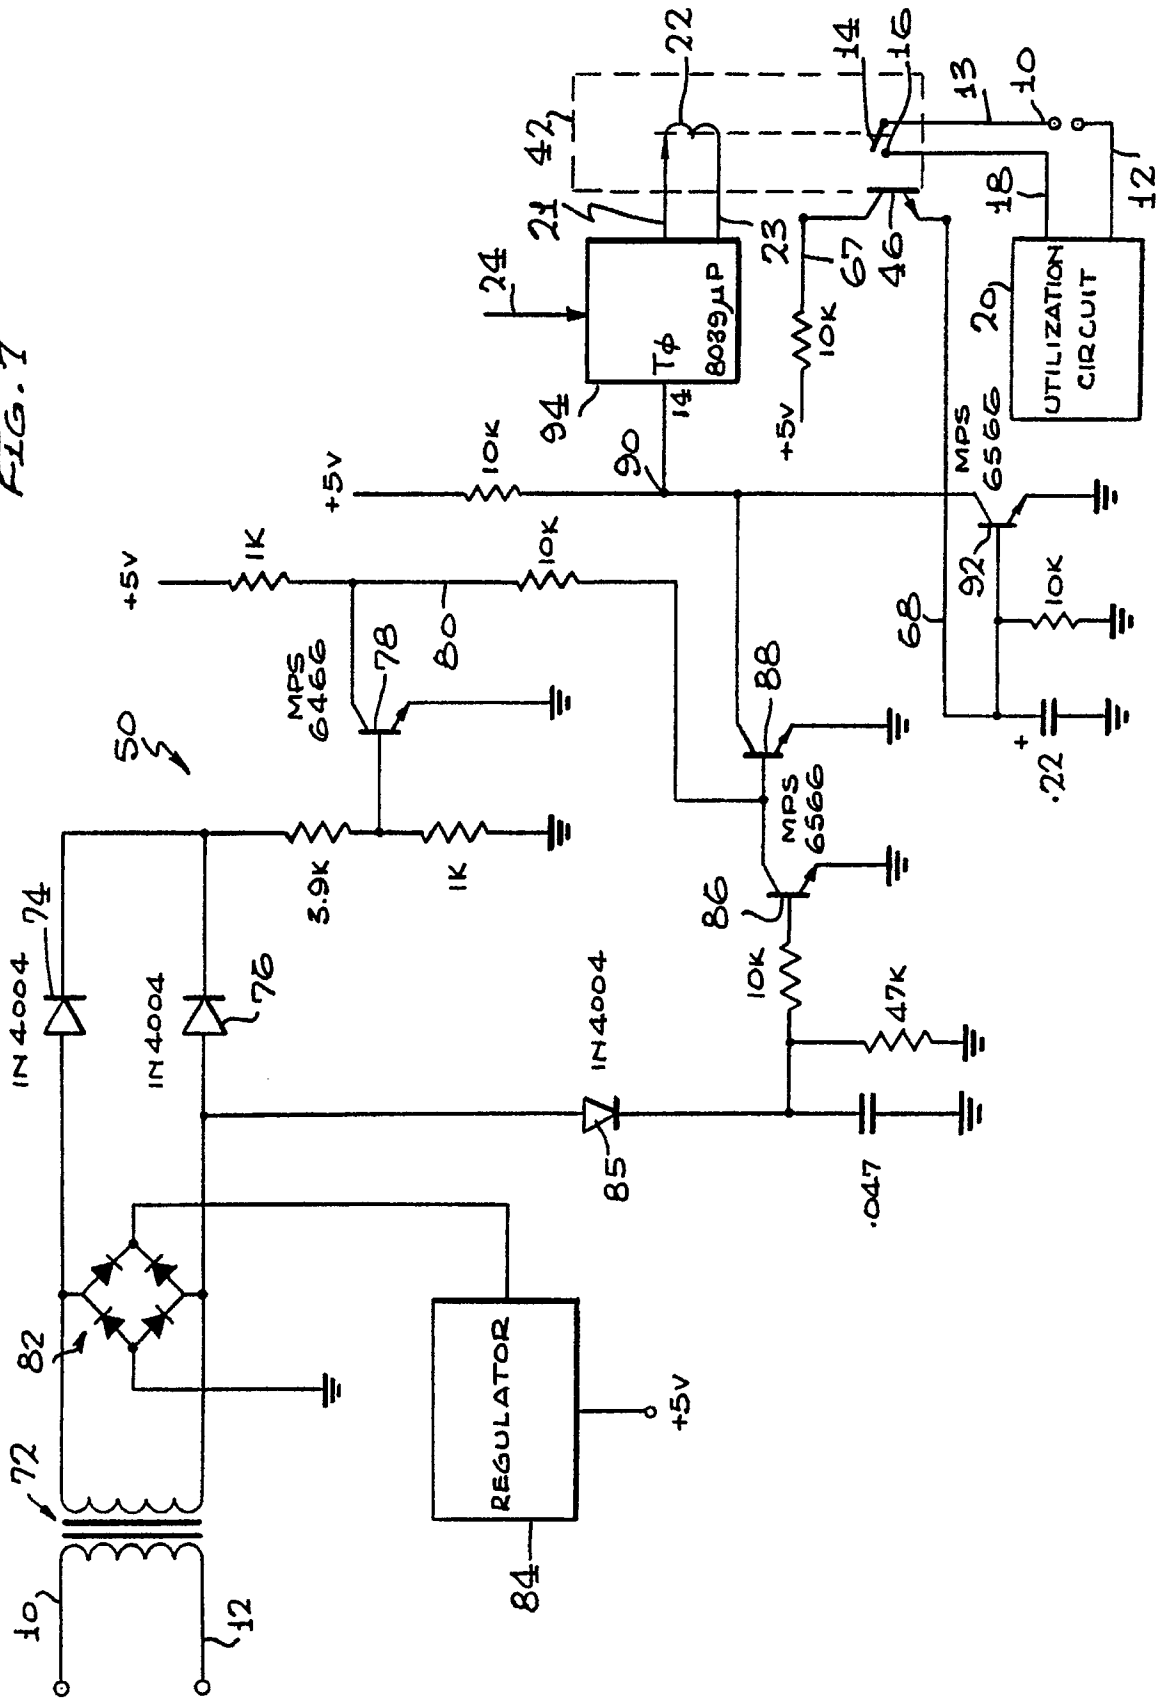 FIG. 7
10
12
72
82
84
REGULATOR
+5V
1N4004
74
1N4004
76
85
1N4004
.047
47K
10K
86
MPS
6566
88
50
3.9K
1K
MPS
6466
78
80
+5V
1K
10K
+5V
10K
90
14
94
Tϕ
8039μP
24
21
23
22
42
+5V
10K
67
46
14
16
13
10
12
18
20
UTILIZATION
CIRCUIT
MPS
6566
92
10K
68
+
.22